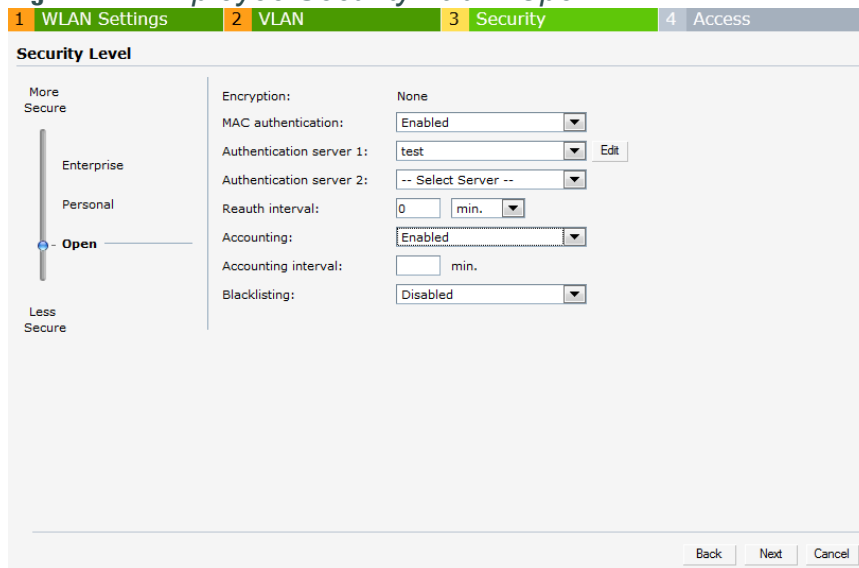 1 WLAN Settings 2 VLAN 3 Security 4 Access
Security Level
More
Secure
Enterprise
Personal
Open
Less
Secure
Encryption: None
MAC authentication: Enabled
Authentication server 1: test Edit
Authentication server 2: -- Select Server --
Reauth interval: 0 min.
Accounting: Enabled
Accounting interval: min.
Blacklisting: Disabled
Back Next Cancel